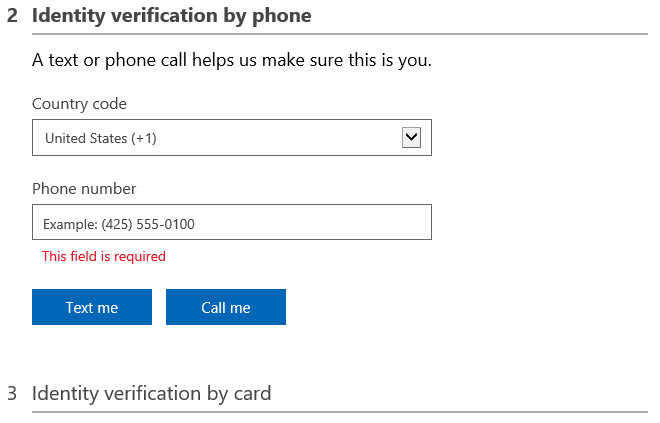 2 Identity verification by phone
A text or phone call helps us make sure this is you.
Country code
United States (+1)
Phone number
Example: (425) 555-0100
This field is required
Text me Call me
3 Identity verification by card